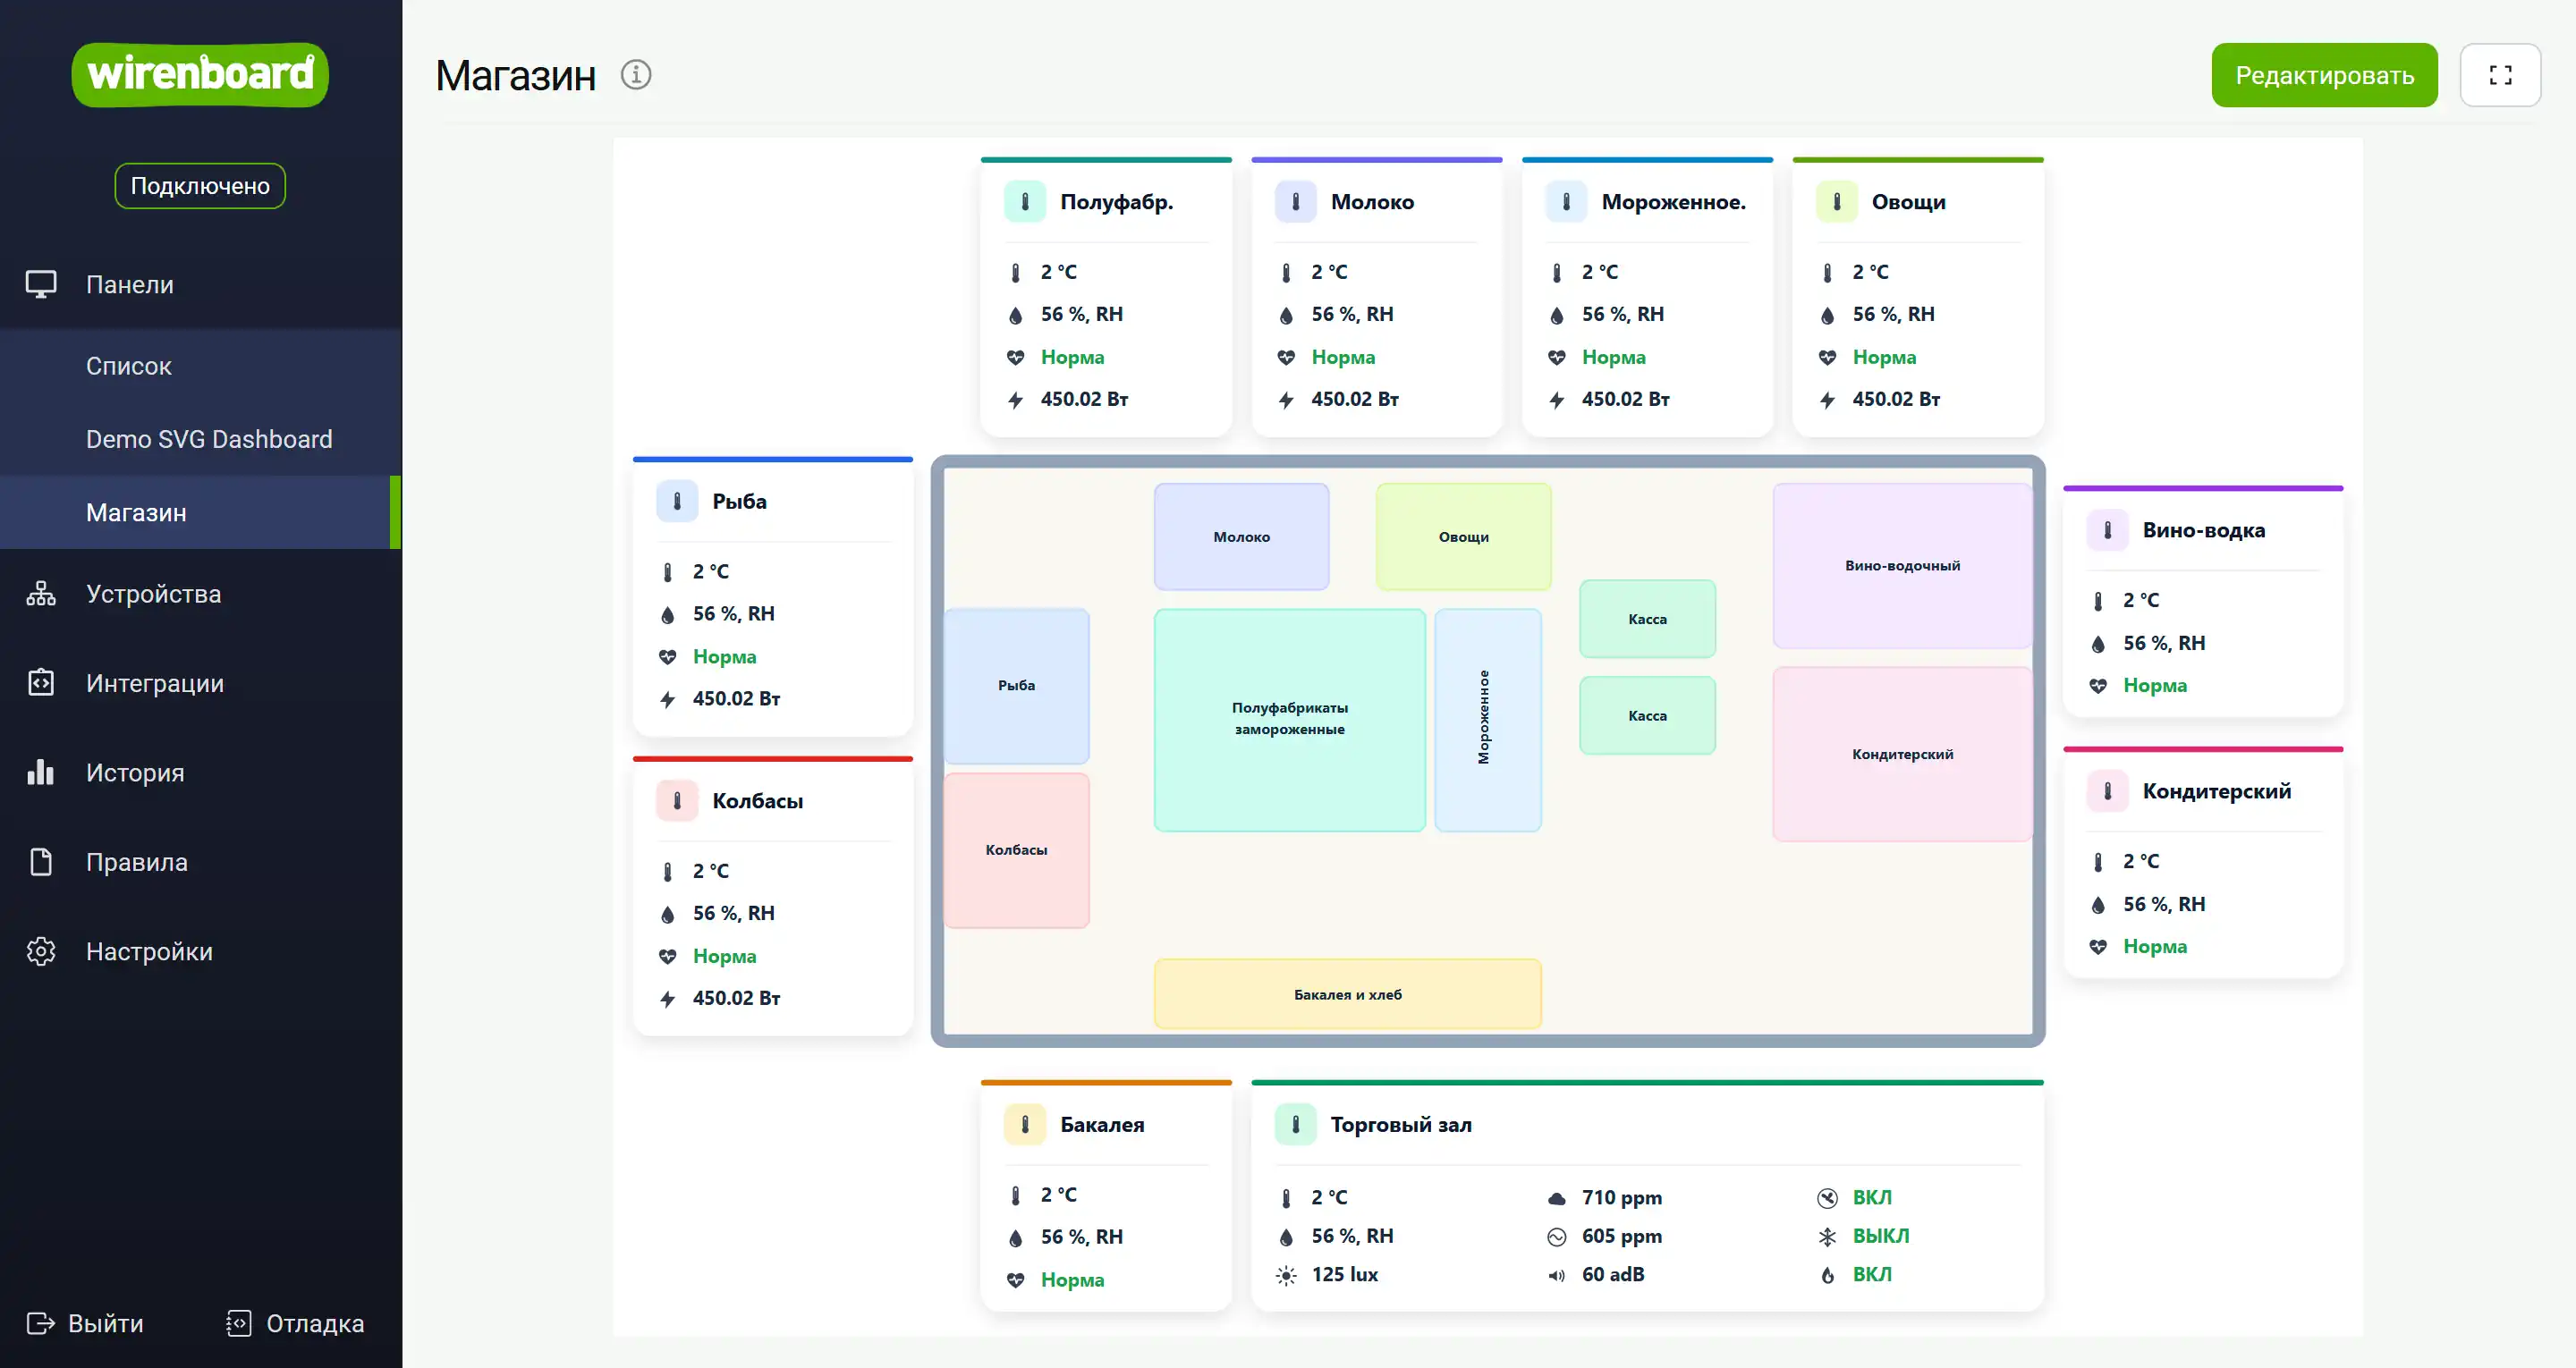 wirenboard
Подключено
Панели
Список
Demo SVG Dashboard
Магазин
Устройства
Интеграции
История
Правила
Настройки
Выйти
Отладка
Магазин
Редактировать
Полуфабр.
2 °C
56 %, RH
Норма
450.02 Вт
Молоко
2 °C
56 %, RH
Норма
450.02 Вт
Мороженное.
2 °C
56 %, RH
Норма
450.02 Вт
Овощи
2 °C
56 %, RH
Норма
450.02 Вт
Рыба
2 °C
56 %, RH
Норма
450.02 Вт
Колбасы
2 °C
56 %, RH
Норма
450.02 Вт
Молоко
Овощи
Вино-водочный
Касса
Рыба
Полуфабрикаты
замороженные
Мороженное
Касса
Кондитерский
Колбасы
Бакалея и хлеб
Вино-водка
2 °C
56 %, RH
Норма
Кондитерский
2 °C
56 %, RH
Норма
Бакалея
2 °C
56 %, RH
Норма
Торговый зал
2 °C
56 %, RH
125 lux
710 ppm
605 ppm
60 adB
ВКЛ
ВЫКЛ
ВКЛ